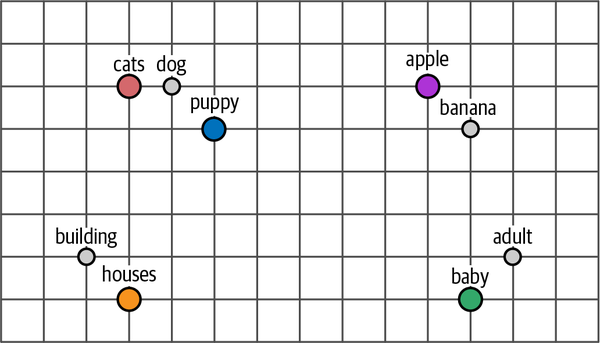 cats
dog
puppy
apple
banana
building
houses
adult
baby